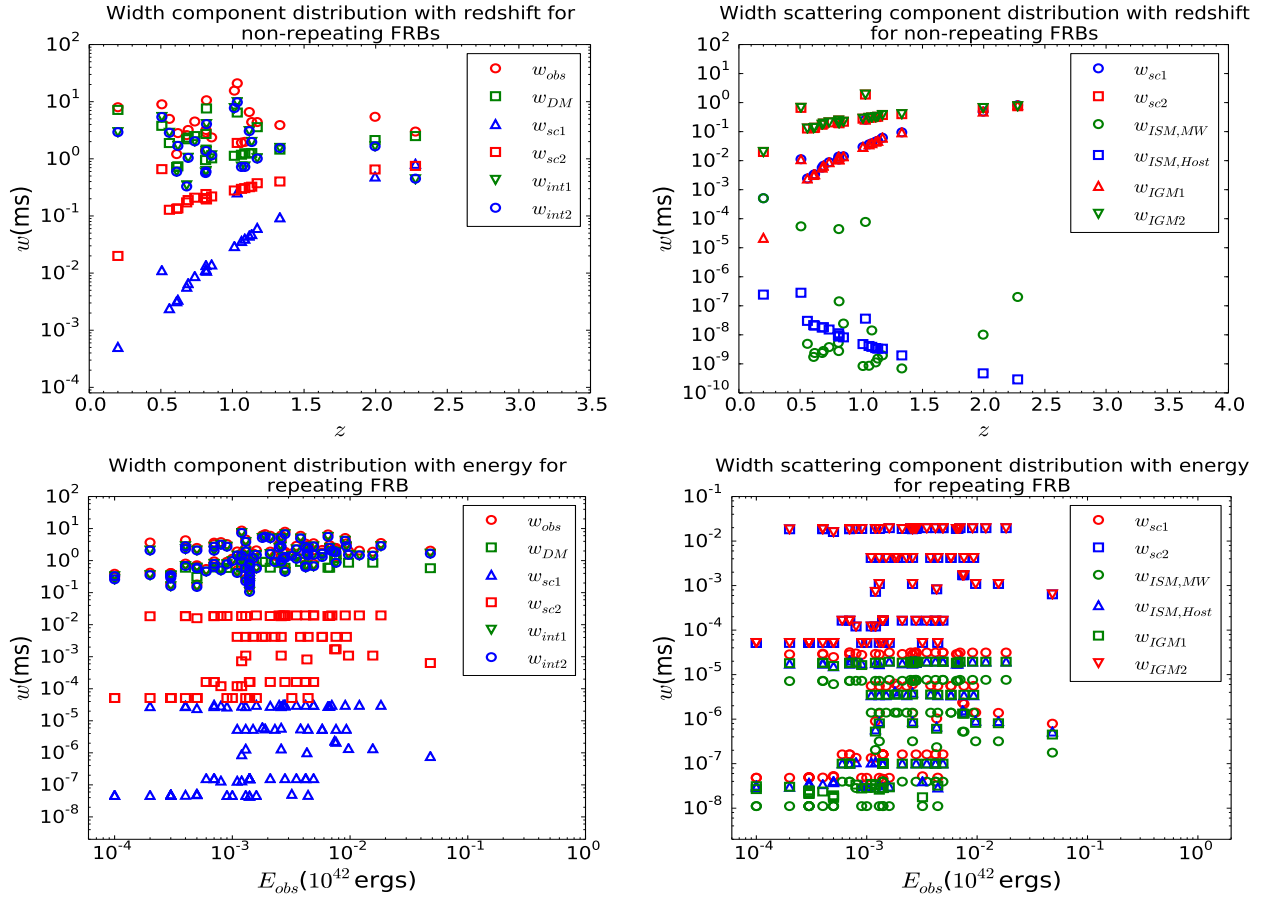 Width component distribution with redshift for
non-repeating FRBs
10^2
10^1
10^0
10^-1
10^-2
10^-3
10^-4
w(ms)
0.0 0.5 1.0 1.5 2.0 2.5 3.0 3.5
z
w_obs
w_DM
w_sc1
w_sc2
w_int1
w_int2
Width scattering component distribution with redshift
for non-repeating FRBs
10^2
10^1
10^0
10^-1
10^-2
10^-3
10^-4
10^-5
10^-6
10^-7
10^-8
10^-9
10^-10
w(ms)
0.0 0.5 1.0 1.5 2.0 2.5 3.0 3.5 4.0
z
w_sc1
w_sc2
w_ISM,MW
w_ISM,Host
w_IGM1
w_IGM2
Width component distribution with energy for
repeating FRB
10^2
10^1
10^0
10^-1
10^-2
10^-3
10^-4
10^-5
10^-6
10^-7
10^-8
w(ms)
10^-4 10^-3 10^-2 10^-1 10^0
E_obs(10^42 ergs)
w_obs
w_DM
w_sc1
w_sc2
w_int1
w_int2
Width scattering component distribution with energy
for repeating FRB
10^-1
10^-2
10^-3
10^-4
10^-5
10^-6
10^-7
10^-8
w(ms)
10^-4 10^-3 10^-2 10^-1 10^0
E_obs(10^42 ergs)
w_sc1
w_sc2
w_ISM,MW
w_ISM,Host
w_IGM1
w_IGM2